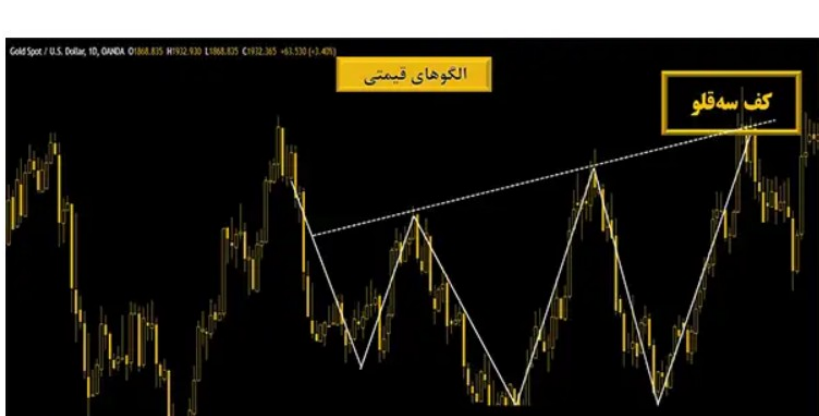 Gold Spot / U.S. Dollar, 1D, OANDA O1868.835 H1932.930 L1868.835 C1932.365 +63.530 (+3.40%)
الگوهای قیمتی
کف سه‌قلو